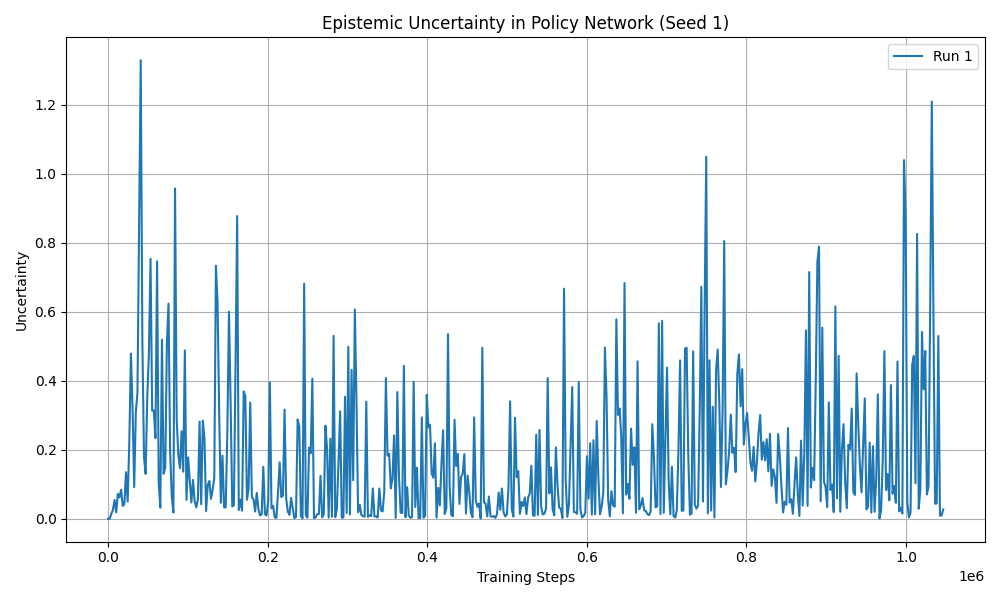 Epistemic Uncertainty in Policy Network (Seed 1)
Run 1
Uncertainty
1.2
1.0
0.8
0.6
0.4
0.2
0.0
0.0 0.2 0.4 0.6 0.8 1.0
1e6
Training Steps